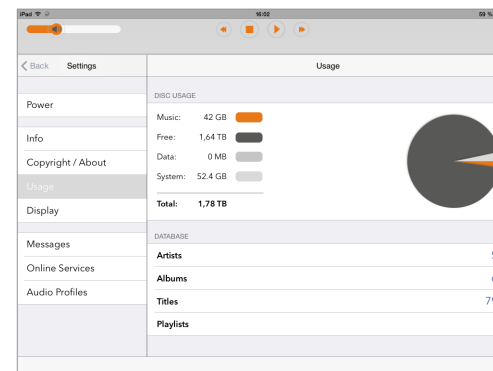 iPad 16:02 59 %
Back Settings Usage
Power
Info
Copyright / About
Usage
Display
Messages
Online Services
Audio Profiles
DISC USAGE
Music: 42 GB
Free: 1,64 TB
Data: 0 MB
System: 52.4 GB
Total: 1,78 TB
DATABASE
Artists
Albums
Titles 79
Playlists